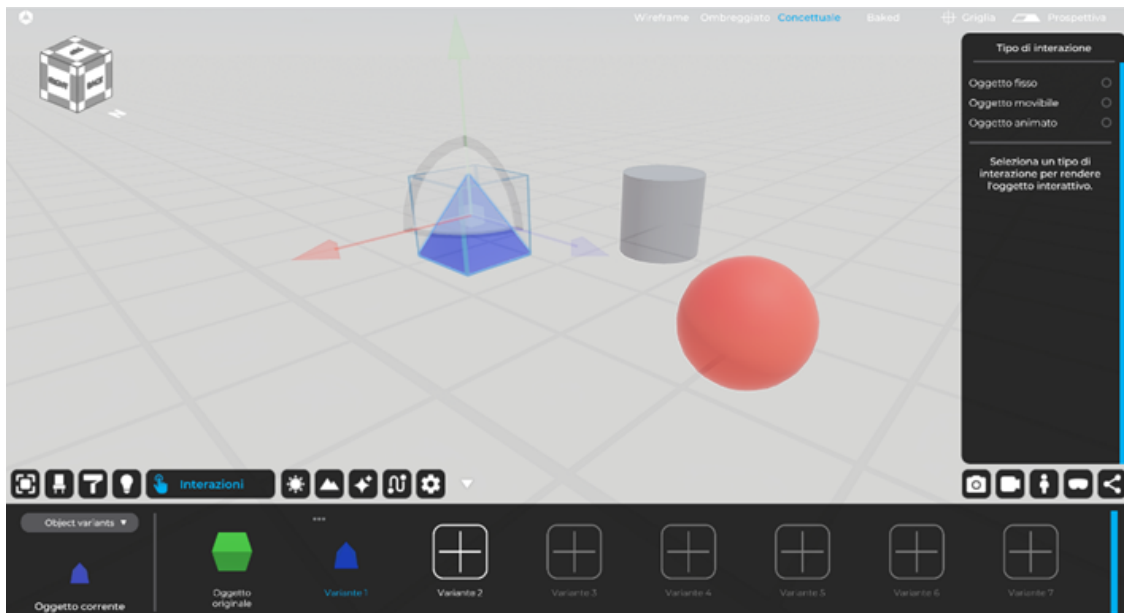 Wireframe Ombreggiato Concettuale Baked Griglia Prospettiva
RIGHT BACK
N
Tipo di interazione
Oggetto fisso
Oggetto movibile
Oggetto animato
Seleziona un tipo di
interazione per rendere
l'oggetto interattivo.
Interazioni
Object variants
Oggetto corrente
Oggetto
originale
Variante 1
Variante 2
Variante 3
Variante 4
Variante 5
Variante 6
Variante 7